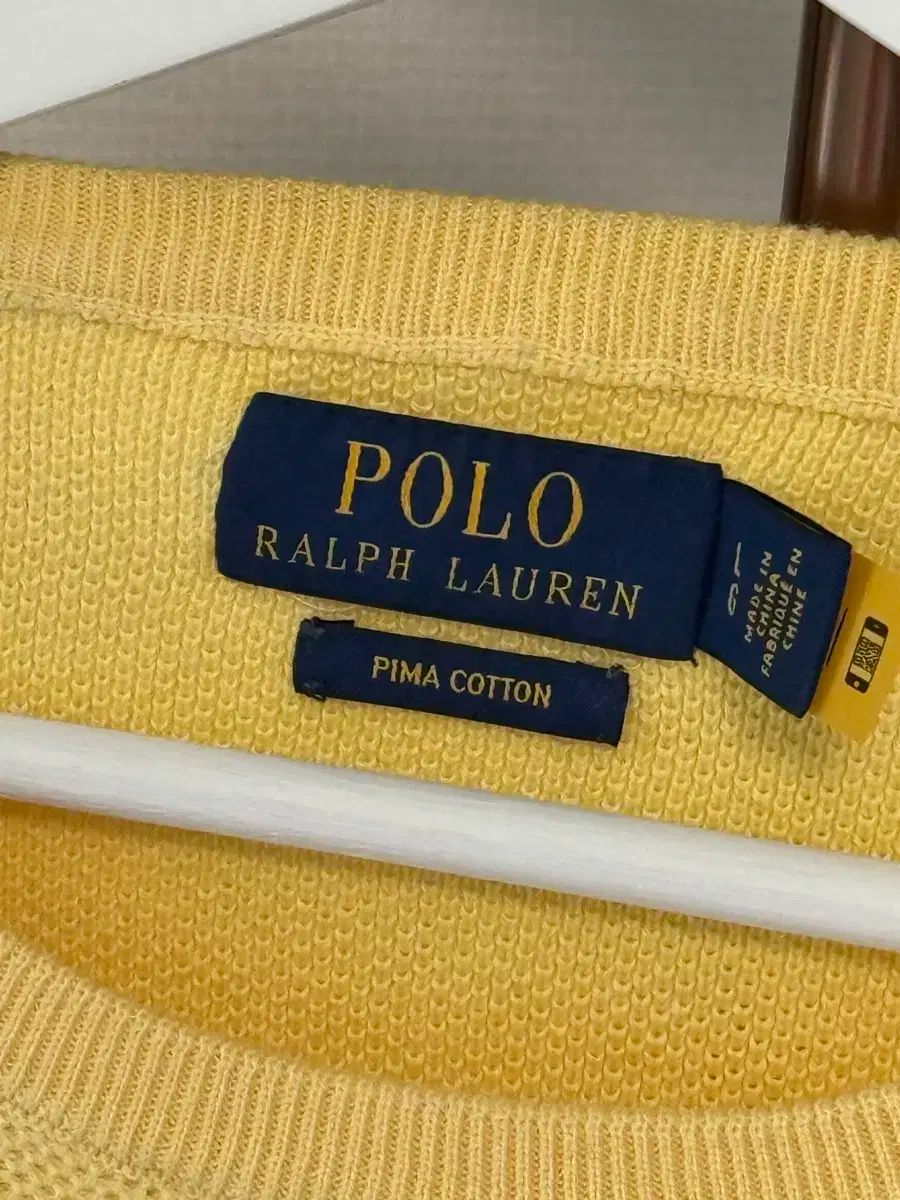 POLO
RALPH LAUREN
PIMA COTTON
MADE IN
CHINA
FABRIQUÉ EN
CHINE